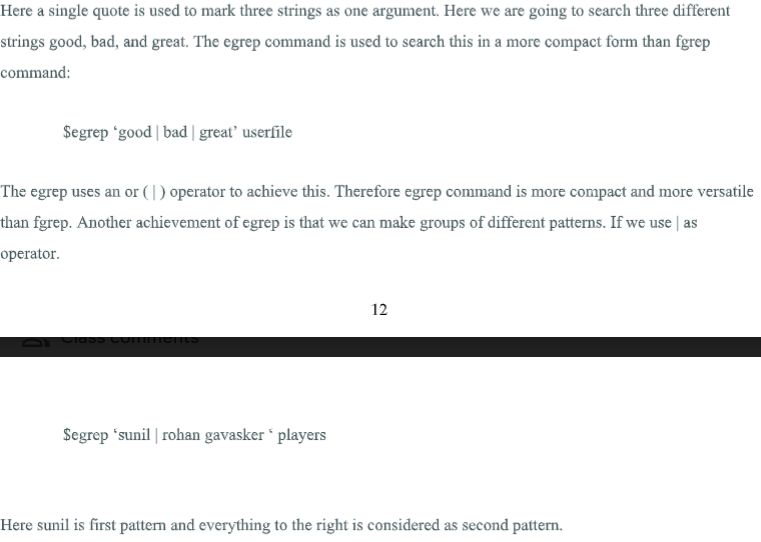 Here a single quote is used to mark three strings as one argument. Here we are going to search three different
strings good, bad, and great. The egrep command is used to search this in a more compact form than fgrep
command:
$egrep ‘good | bad | great’ userfile
The egrep uses an or ( | ) operator to achieve this. Therefore egrep command is more compact and more versatile
than fgrep. Another achievement of egrep is that we can make groups of different patterns. If we use | as
operator.
12
Class comments
$egrep ‘sunil | rohan gavasker ‘ players
Here sunil is first pattern and everything to the right is considered as second pattern.